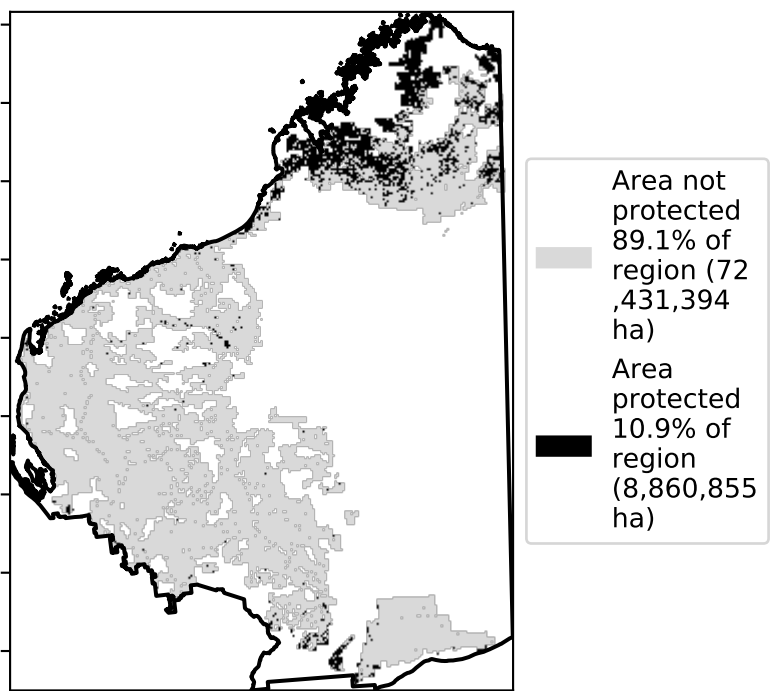 Area not
protected
89.1% of
region (72
,431,394
ha)
Area
protected
10.9% of
region
(8,860,855
ha)